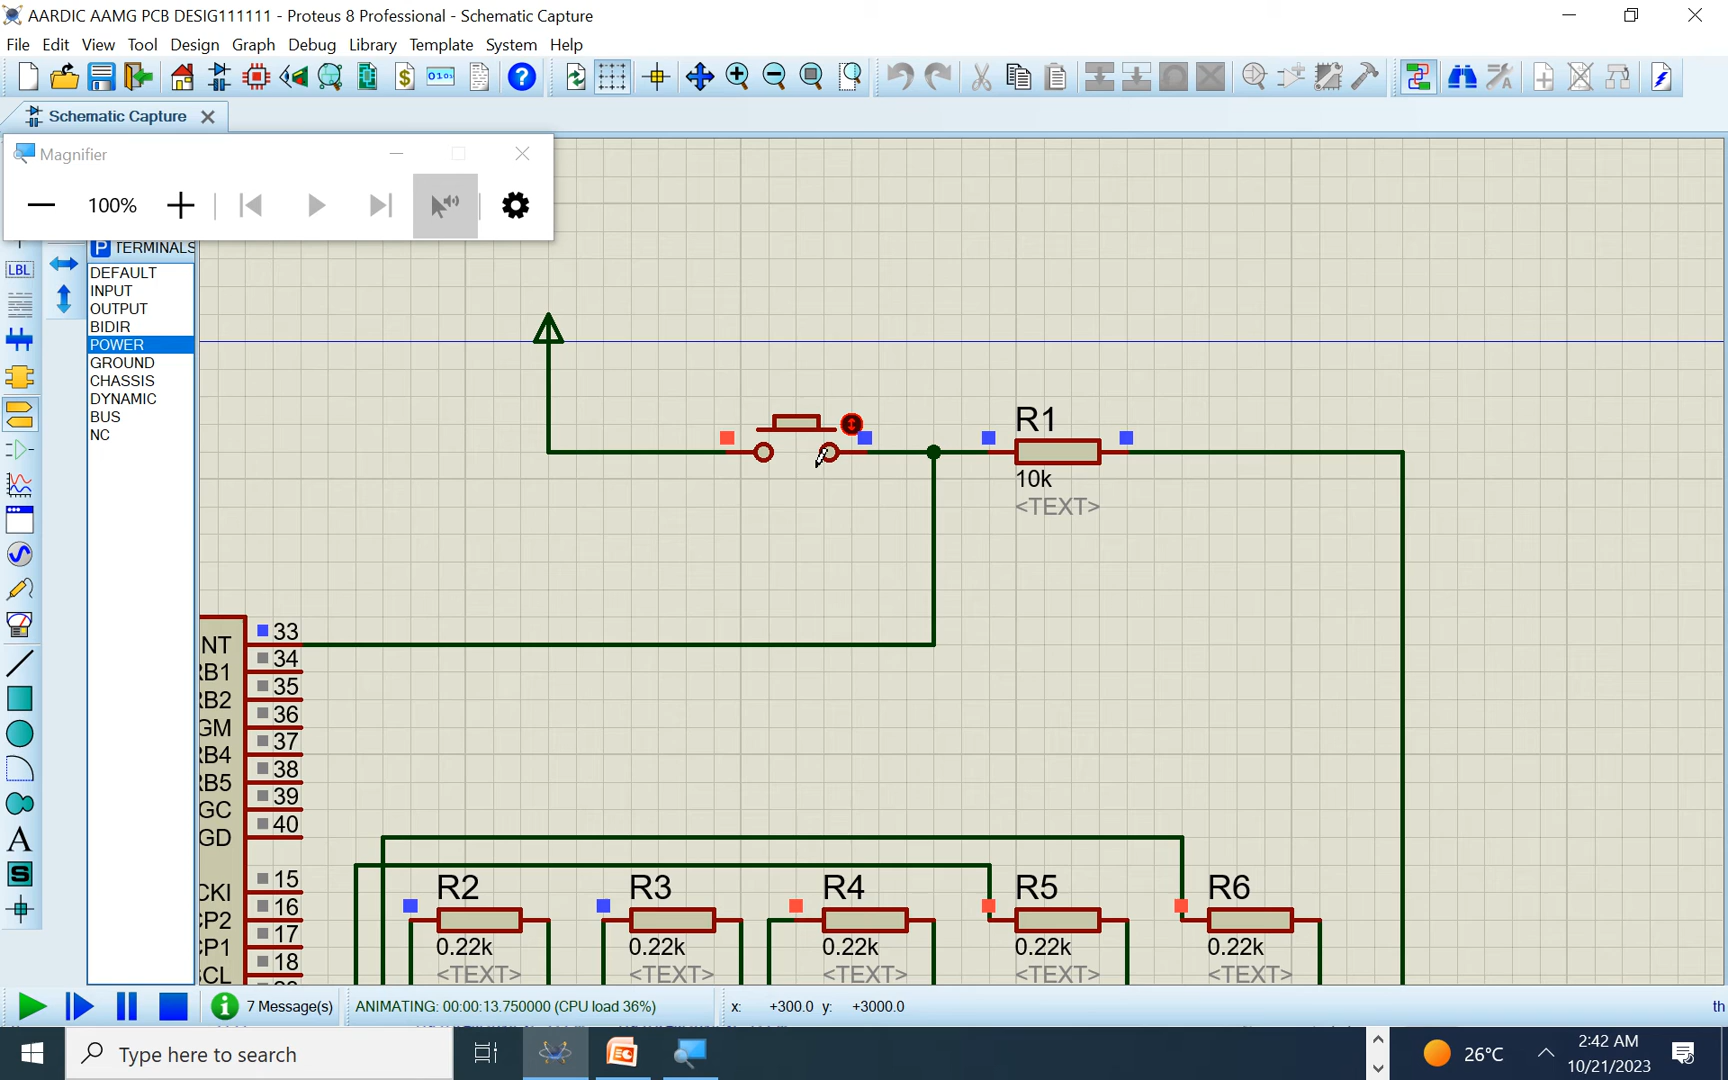 AARDIC AAMG PCB DESIG111111 - Proteus 8 Professional - Schematic Capture
File Edit View Tool Design Graph Debug Library Template System Help
Schematic Capture
Magnifier
100%
P TERMINALS
LBL
DEFAULT
INPUT
OUTPUT
BIDIR
POWER
GROUND
CHASSIS
DYNAMIC
BUS
NC
A
S
R1
10k
<TEXT>
NT 33
RB1 34
RB2 35
GM 36
RB4 37
RB5 38
GC 39
GD 40
CKI 15
CP2 16
CP1 17
SCL 18
R2 R3 R4 R5 R6
0.22k 0.22k 0.22k 0.22k 0.22k
<TEXT> <TEXT> <TEXT> <TEXT> <TEXT>
7 Message(s) ANIMATING: 00:00:13.750000 (CPU load 36%) x: +300.0 y: +3000.0 th
Type here to search
26°C
2:42 AM
10/21/2023